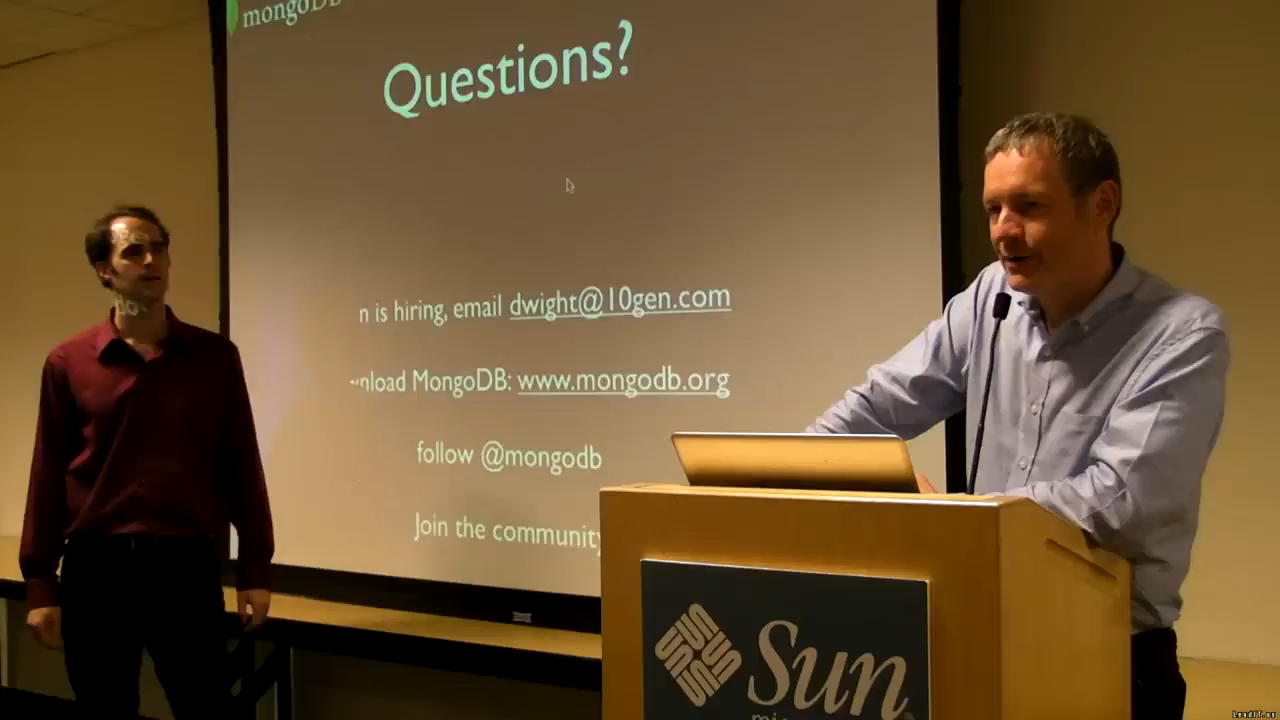 mongoDB
Questions?
n is hiring, email dwight@10gen.com
nload MongoDB: www.mongodb.org
follow @mongodb
Join the community
Sun